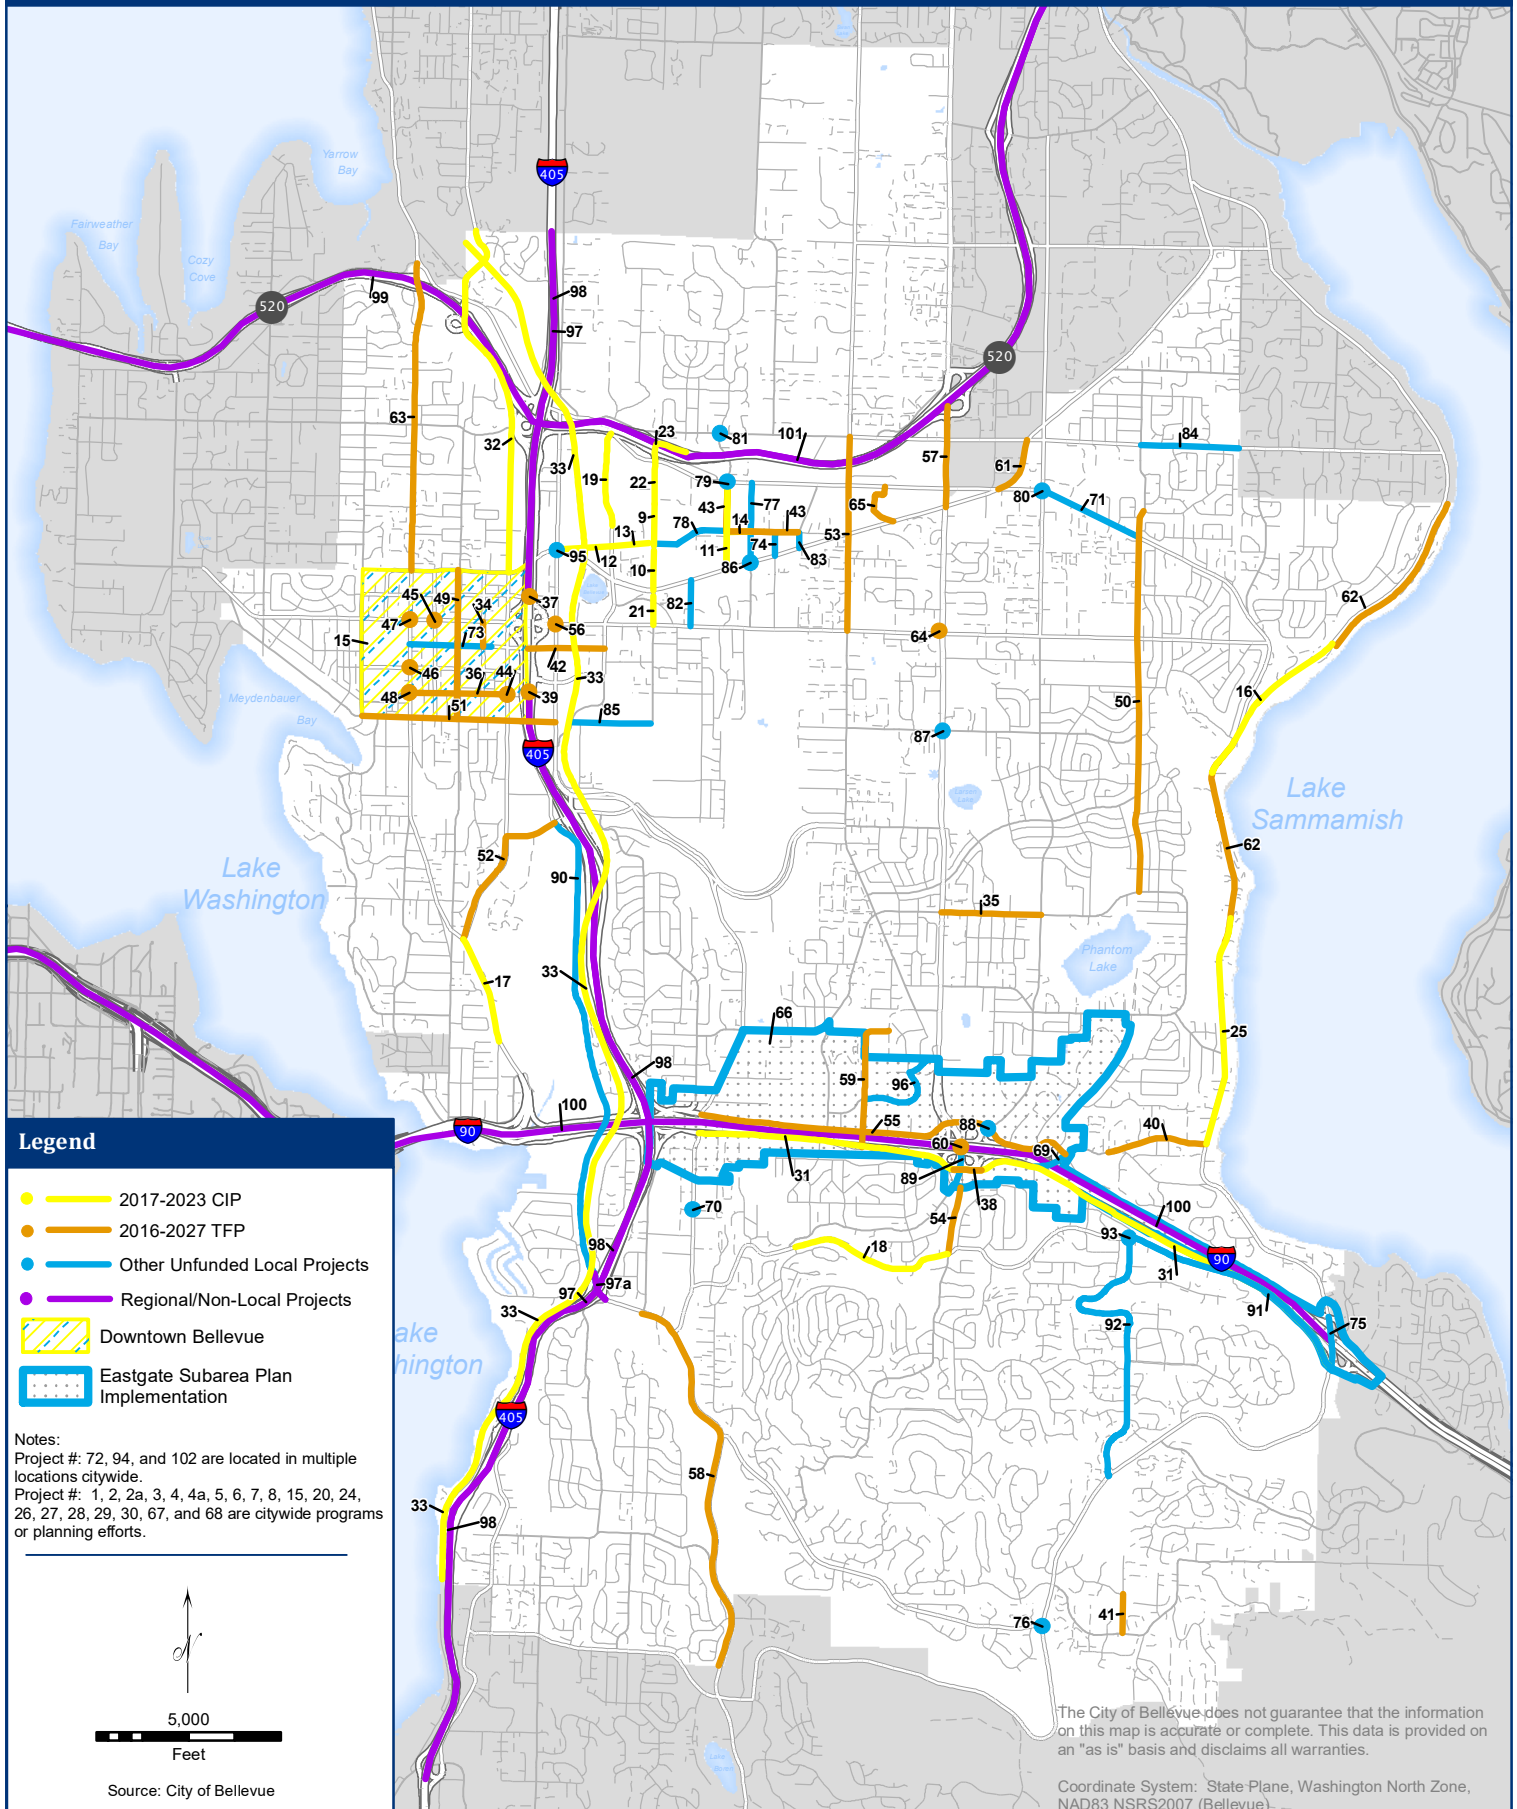 405
Yarrow
Bay
Fairweather
Bay
Cozy
Cove
520
99
98
97
520
63
32
33
23
81
101
84
57
61
19
22
79
43
77
65
80
71
9
13
78
14
43
53
95
12
11
74
83
86
10
45
49
34
37
82
21
62
47
15
73
56
64
46
42
36
44
33
16
48
39
50
Meydenbauer
Bay
51
85
87
405
Larsen
Lake
Lake
Sammamish
52
62
Lake
Washington
90
35
Phantom
Lake
33
17
66
25
98
59
96
100
55
88
40
90
60
69
31
89
38
70
54
100
93
18
98
31
90
97a
97
91
33
92
75
ake
hington
405
58
33
98
76
41
Legend
2017-2023 CIP
2016-2027 TFP
Other Unfunded Local Projects
Regional/Non-Local Projects
Downtown Bellevue
Eastgate Subarea Plan
Implementation
Notes:
Project #: 72, 94, and 102 are located in multiple
locations citywide.
Project #: 1, 2, 2a, 3, 4, 4a, 5, 6, 7, 8, 15, 20, 24,
26, 27, 28, 29, 30, 67, and 68 are citywide programs
or planning efforts.
N
5,000
Feet
Source: City of Bellevue
The City of Bellevue does not guarantee that the information
on this map is accurate or complete. This data is provided on
an "as is" basis and disclaims all warranties.
Coordinate System: State Plane, Washington North Zone,
NAD83 NSRS2007 (Bellevue)